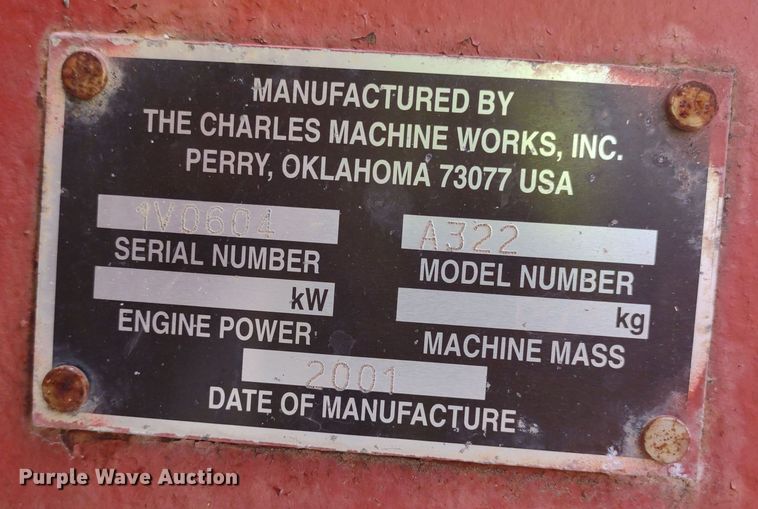 MANUFACTURED BY
THE CHARLES MACHINE WORKS, INC.
PERRY, OKLAHOMA 73077 USA
1V0604 A322
SERIAL NUMBER MODEL NUMBER
kW kg
ENGINE POWER MACHINE MASS
2001
DATE OF MANUFACTURE
Purple Wave Auction®